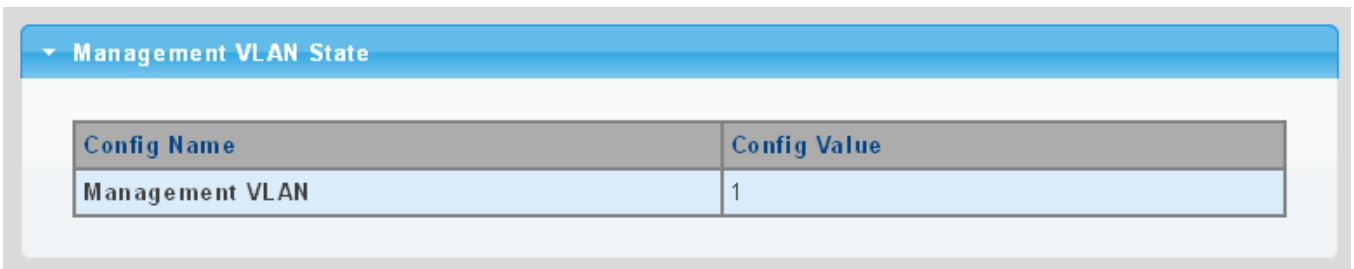 Management VLAN State
Config Name Config Value
Management VLAN 1